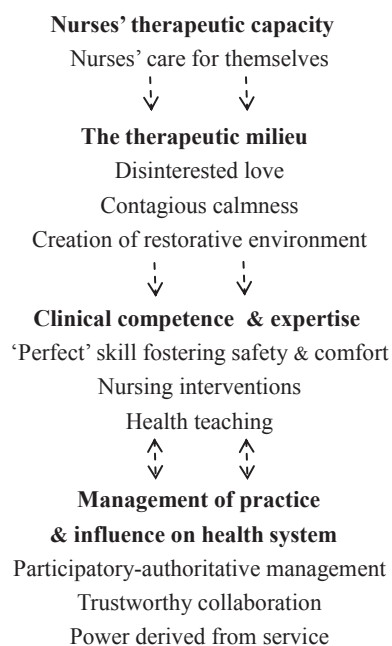 Nurses’ therapeutic capacity
Nurses’ care for themselves
The therapeutic milieu
Disinterested love
Contagious calmness
Creation of restorative environment
Clinical competence & expertise
‘Perfect’ skill fostering safety & comfort
Nursing interventions
Health teaching
Management of practice
& influence on health system
Participatory-authoritative management
Trustworthy collaboration
Power derived from service